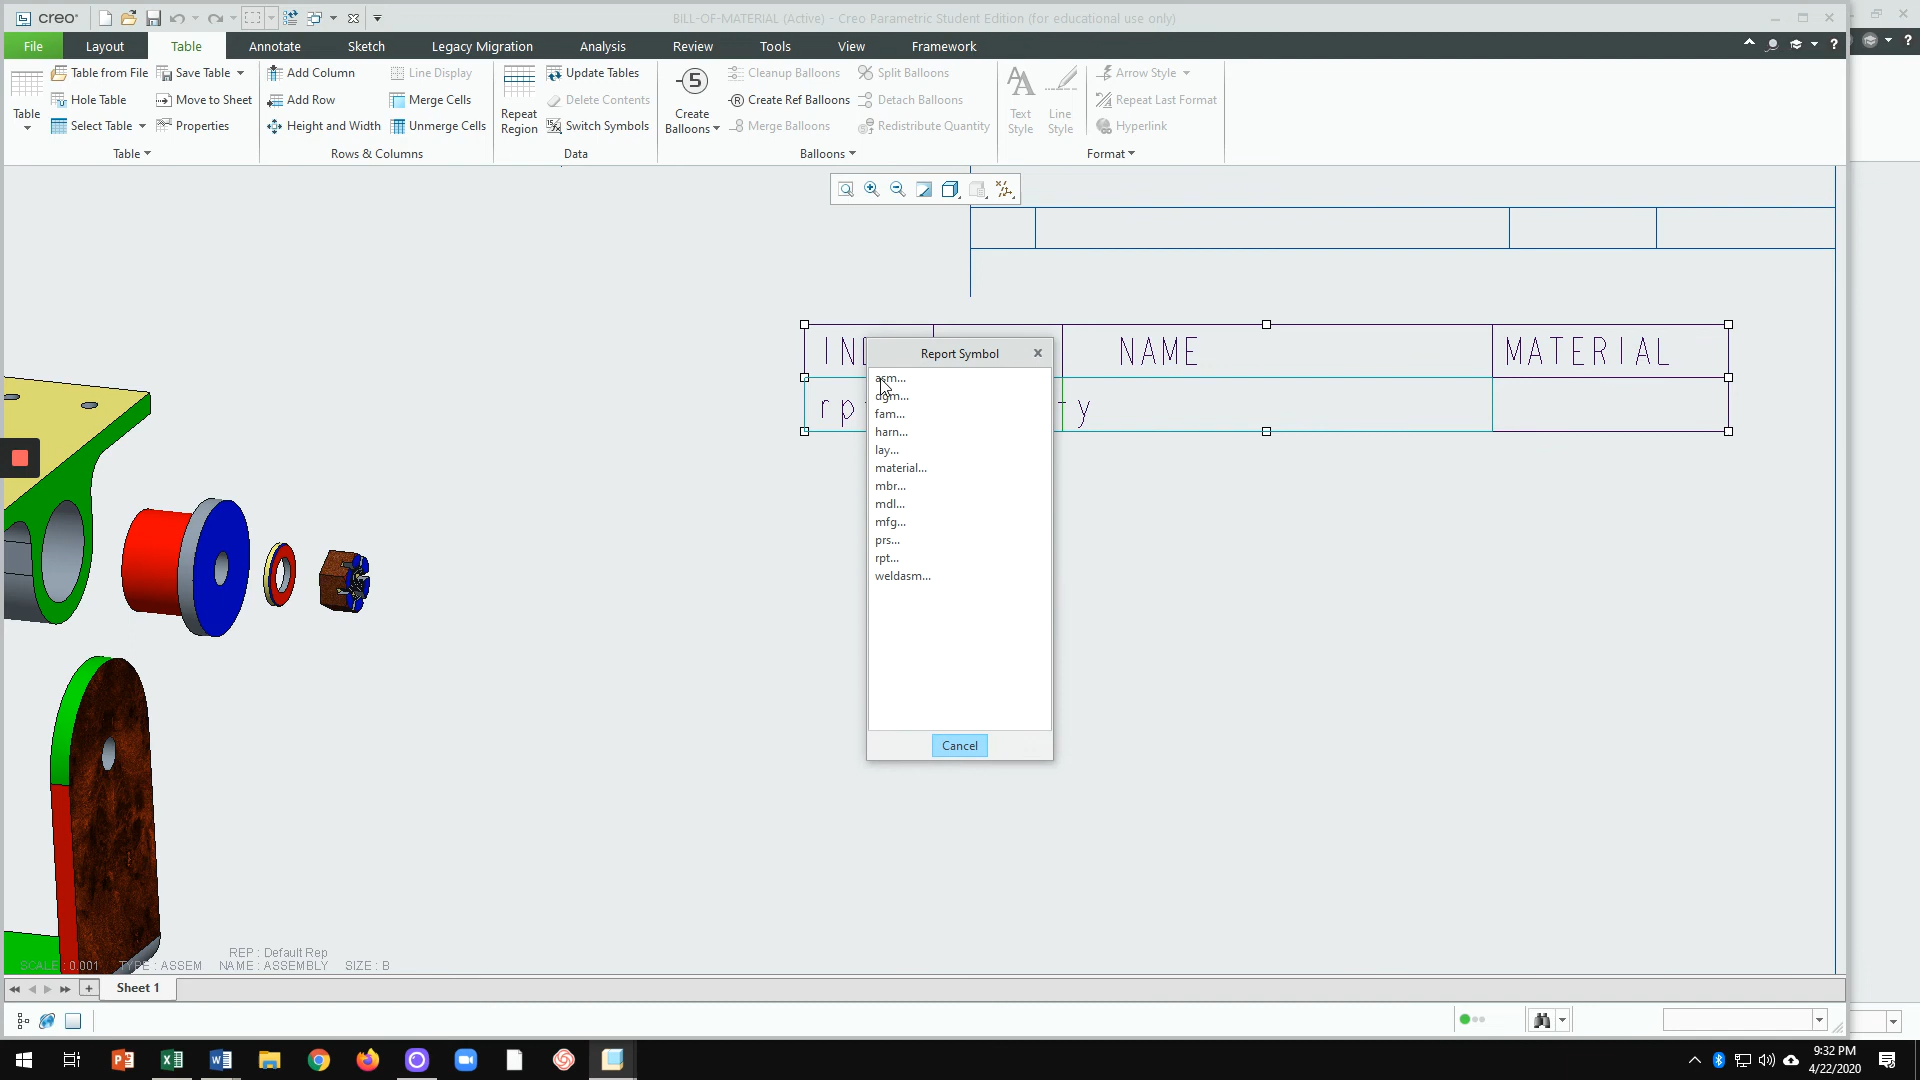 creo
BILL-OF-MATERIAL (Active) - Creo Parametric Student Edition (for educational use only)
File Layout Table Annotate Sketch Legacy Migration Analysis Review Tools View Framework
Table
Table from File
Hole Table
Select Table
Save Table
Move to Sheet
Properties
Table
Add Column
Add Row
Height and Width
Line Display
Merge Cells
Unmerge Cells
Rows & Columns
Repeat Region
Update Tables
Delete Contents
Switch Symbols
Data
Create Balloons
5
Cleanup Balloons
Create Ref Balloons
Merge Balloons
Split Balloons
Detach Balloons
Redistribute Quantity
Balloons
Text Style
Line Style
Arrow Style
Repeat Last Format
Hyperlink
Format
NAME MATERIAL
rp y
Report Symbol
asm...
dgm...
fam...
harn...
lay...
material...
mbr...
mdl...
mfg...
prs...
rpt...
weldasm...
Cancel
REP : Default Rep
SCALE : 0.001 TYPE : ASSEM NAME : ASSEMBLY SIZE : B
Sheet 1
9:32 PM
4/22/2020